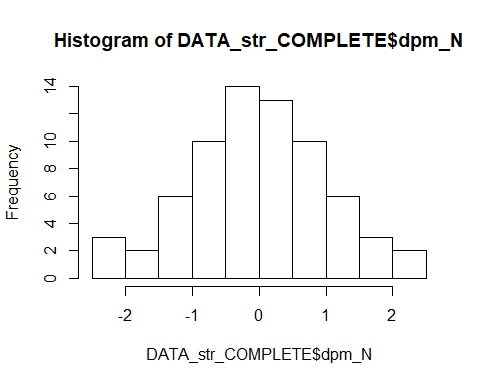 Histogram of DATA_str_COMPLETE$dpm_N
Frequency
14
10
8
6
4
2
0
-2 -1 0 1 2
DATA_str_COMPLETE$dpm_N